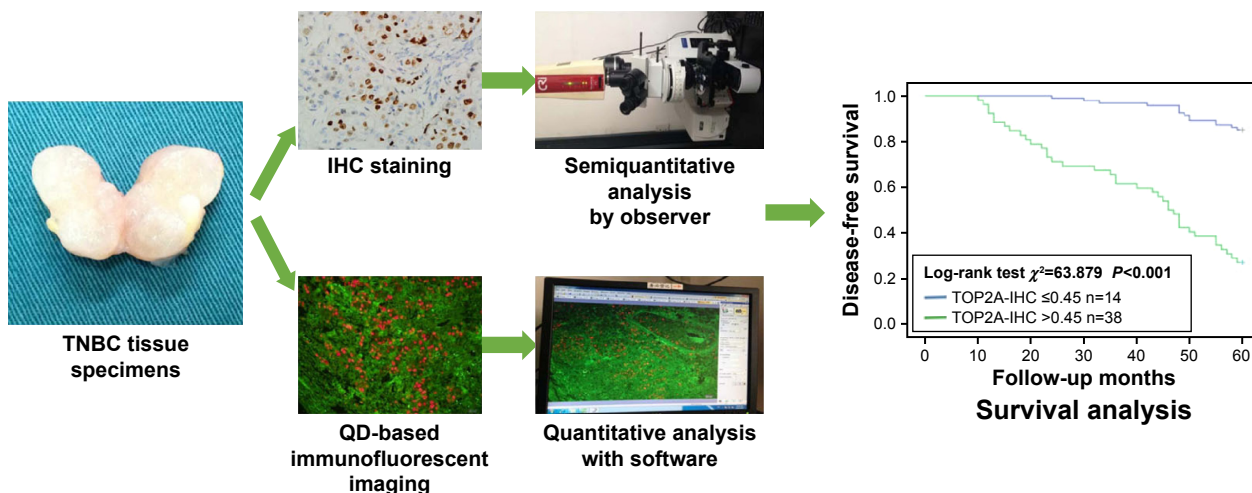 TNBC tissue
specimens
IHC staining
Semiquantitative
analysis
by observer
QD-based
immunofluorescent
imaging
Quantitative analysis
with software
Disease-free survival
1.0
0.8
0.6
0.4
0.2
0.0
Log-rank test χ²=63.879 P<0.001
TOP2A-IHC ≤0.45 n=14
TOP2A-IHC >0.45 n=38
0 10 20 30 40 50 60
Follow-up months
Survival analysis